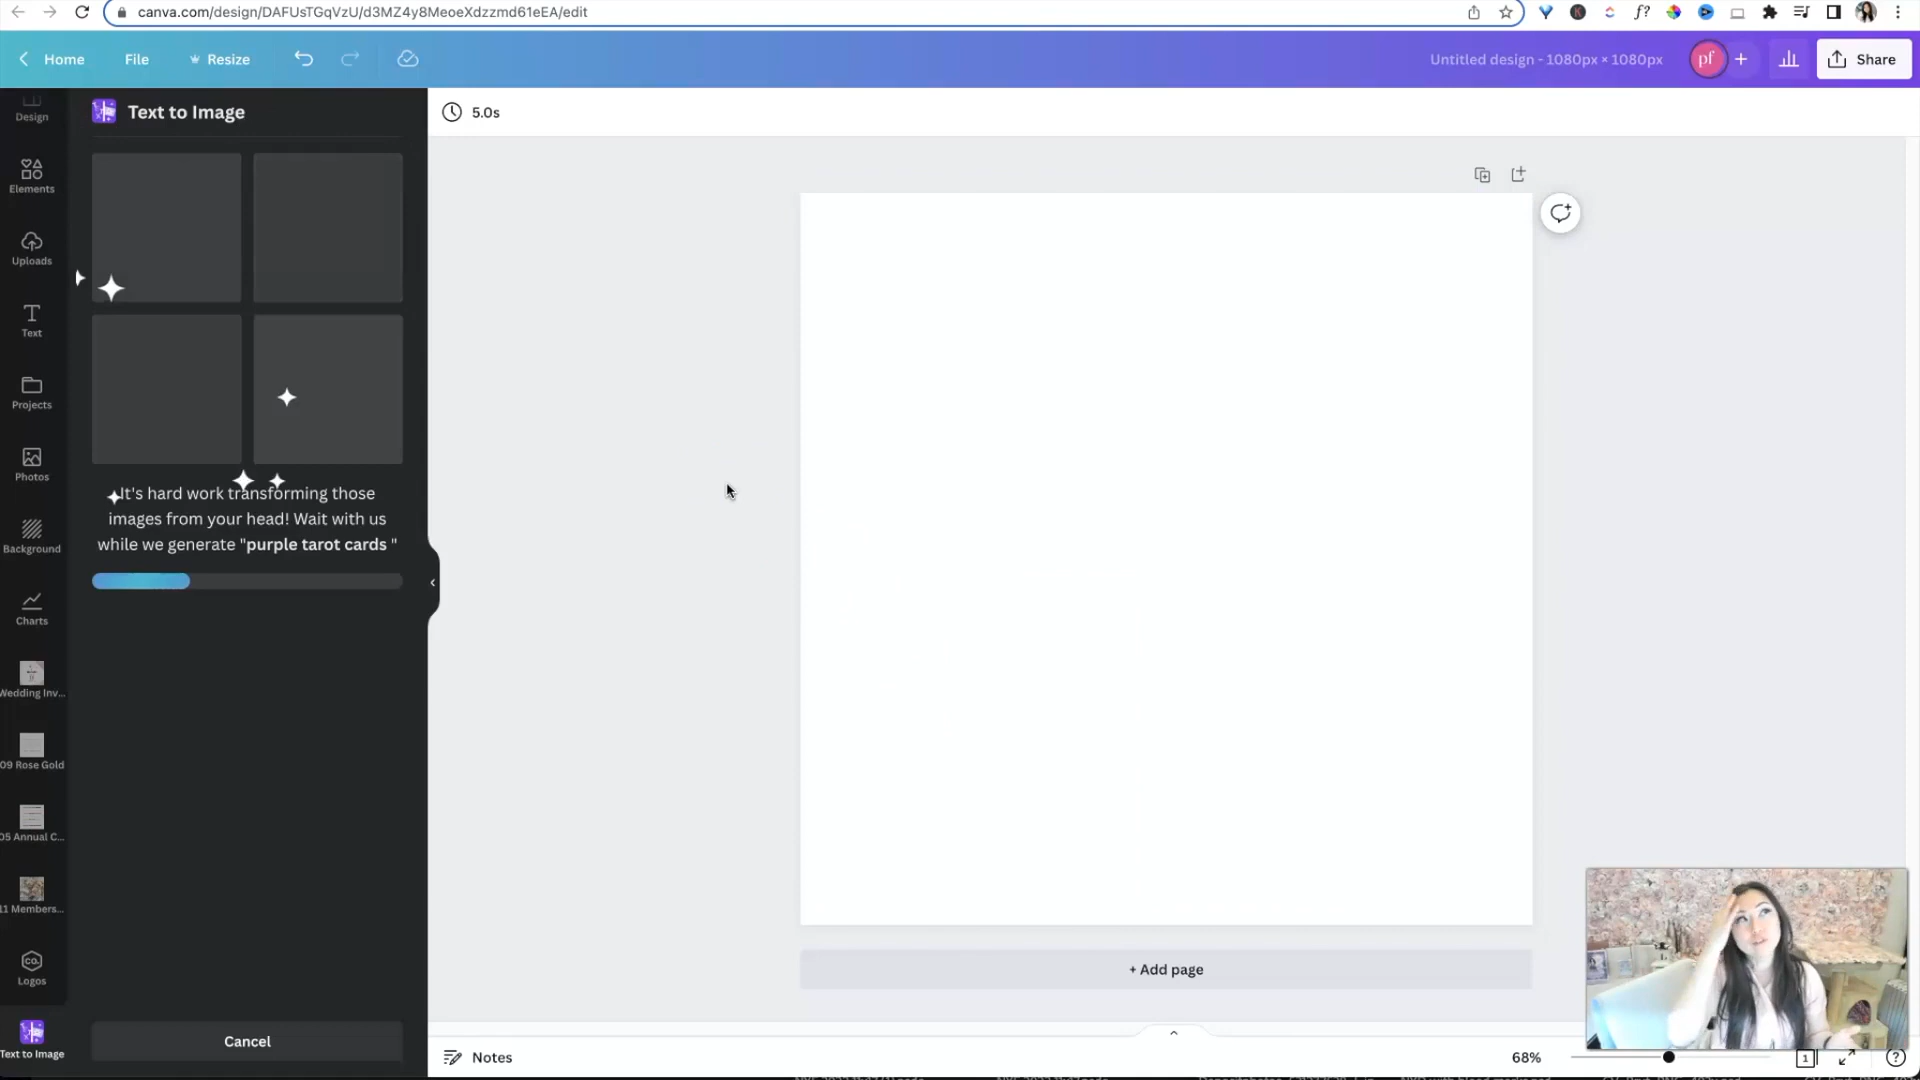 canva.com/design/DAFUsTGqVzU/d3MZ4y8MeoeXdzzmd61eEA/edit
Home
File
Resize
Untitled design - 1080px × 1080px
pf
Share
Design
Text to Image
5.0s
Elements
Uploads
Text
Projects
Photos
It's hard work transforming those
images from your head! Wait with us
while we generate "purple tarot cards "
Background
Charts
Wedding Inv...
09 Rose Gold
05 Annual C...
11 Members...
co.
Logos
+ Add page
Text to Image
Cancel
Notes
68%
1
?